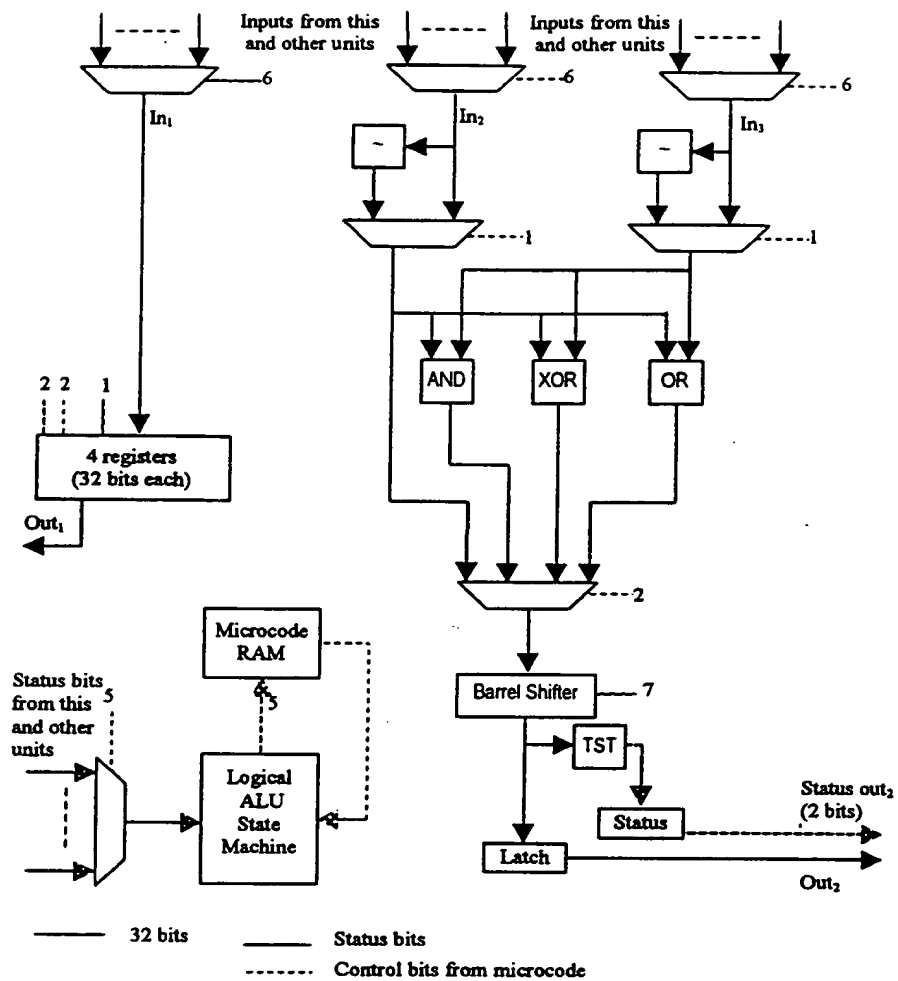 Inputs from this
and other units
Inputs from this
and other units
6
6
6
In₁
In₂
In₃
~
~
1
1
2 2 1
AND
XOR
OR
4 registers
(32 bits each)
Out₁
2
Microcode
RAM
Barrel Shifter
7
5
Status bits
from this
and other
units
5
TST
Logical
ALU
State
Machine
Status out₂
(2 bits)
Status
Latch
Out₂
32 bits
Status bits
Control bits from microcode